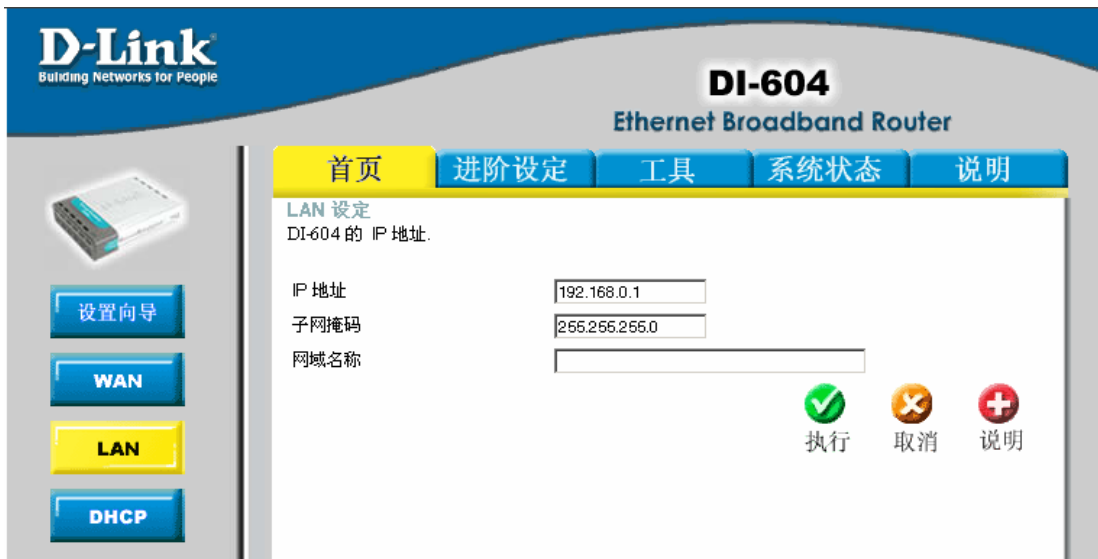 D-Link
Building Networks for People
DI-604
Ethernet Broadband Router
首页 进阶设定 工具 系统状态 说明
LAN 设定
DI-604 的 IP 地址.
IP 地址 192.168.0.1
子网掩码 255.255.255.0
网域名称
执行 取消 说明
D-Link
设置向导
WAN
LAN
DHCP